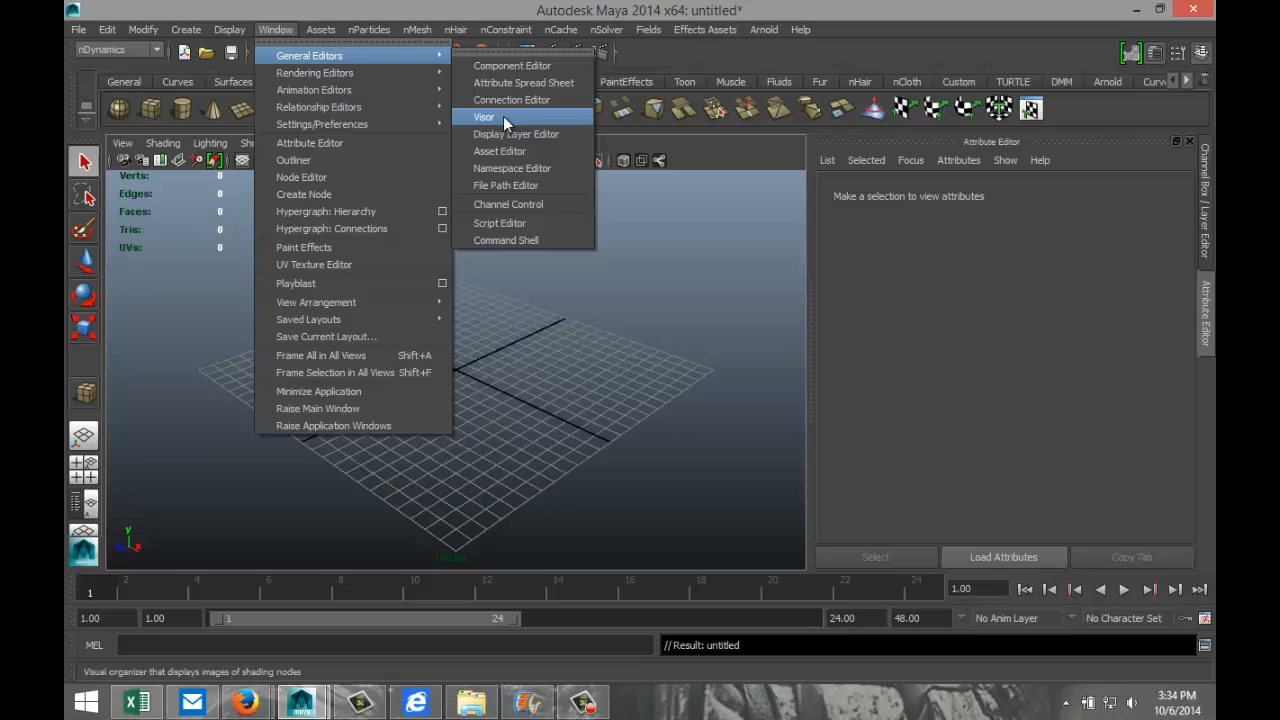 Autodesk Maya 2014 x64: untitled*
File Edit Modify Create Display Window Assets nParticles nMesh nHair nConstraint nCache nSolver Fields Effects Assets Arnold Help
nDynamics
General Curves Surfaces PaintEffects Toon Muscle Fluids Fur nHair nCloth Custom TURTLE DMM Arnold Curv
General Editors
Rendering Editors
Animation Editors
Relationship Editors
Settings/Preferences
Attribute Editor
Outliner
Node Editor
Create Node
Hypergraph: Hierarchy
Hypergraph: Connections
Paint Effects
UV Texture Editor
Playblast
View Arrangement
Saved Layouts
Save Current Layout...
Frame All in All Views Shift+A
Frame Selection in All Views Shift+F
Minimize Application
Raise Main Window
Raise Application Windows
Component Editor
Attribute Spread Sheet
Connection Editor
Visor
Display Layer Editor
Asset Editor
Namespace Editor
File Path Editor
Channel Control
Script Editor
Command Shell
View Shading Lighting Sho
Verts: 0
Edges: 0
Faces: 0
Tris: 0
UVs: 0
y
Attribute Editor
List Selected Focus Attributes Show Help
Make a selection to view attributes
Select Load Attributes Copy Tab
Channel Box / Layer Editor
Attribute Editor
2 4 6 8 10 12 14 16 18 20 22 24
1
1.00
1.00 1.00 1 24 24.00 48.00 No Anim Layer No Character Set
MEL // Result: untitled
Visual organizer that displays images of shading nodes
3:34 PM
10/6/2014